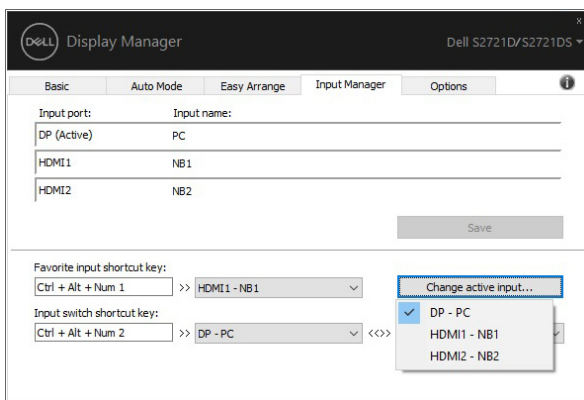 DELL Display Manager
Dell S2721D/S2721DS
Basic Auto Mode Easy Arrange Input Manager Options
Input port: Input name:
DP (Active) PC
HDMI1 NB1
HDMI2 NB2
Save
Favorite input shortcut key:
Ctrl + Alt + Num 1 >> HDMI1 - NB1 Change active input...
Input switch shortcut key:
Ctrl + Alt + Num 2 >> DP - PC <<>>
DP - PC
HDMI1 - NB1
HDMI2 - NB2